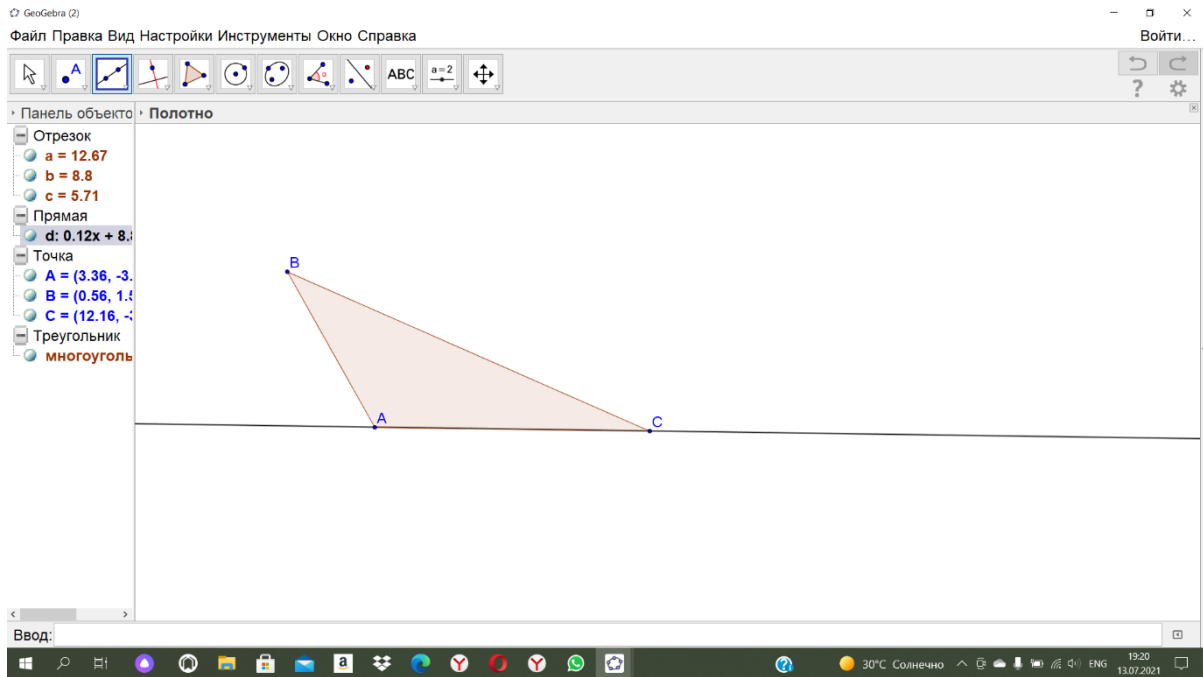 GeoGebra (2)
Файл Правка Вид Настройки Инструменты Окно Справка
Войти...
A
ABC
a=2
?
Панель объекто
Полотно
Отрезок
a = 12.67
b = 8.8
c = 5.71
Прямая
d: 0.12x + 8.8
Точка
A = (3.36, -3.
B = (0.56, 1.5
C = (12.16, -3
Треугольник
многоуголь
B
A
C
Ввод:
30°C Солнечно
ENG
19:20
13.07.2021